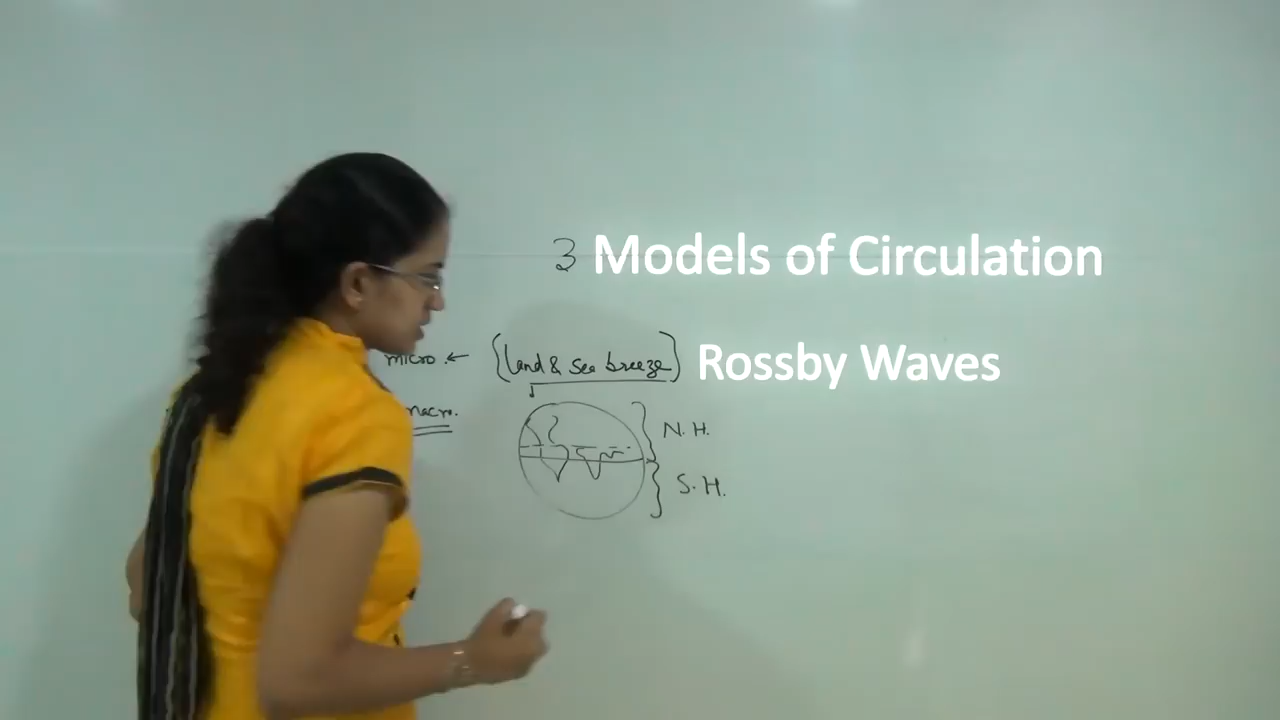 3 Models of Circulation
micro. ← {land & sea breeze} Rossby Waves
macro.
N.H.
S.H.